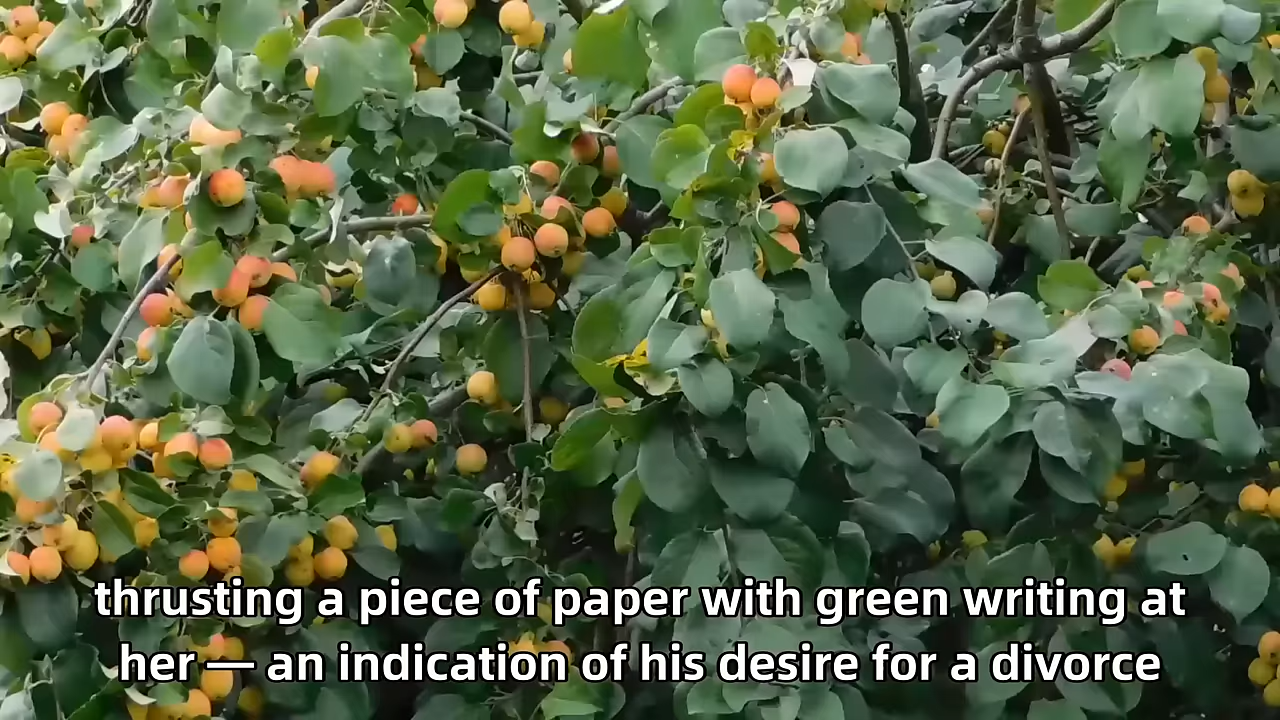 thrusting a piece of paper with green writing at
her — an indication of his desire for a divorce